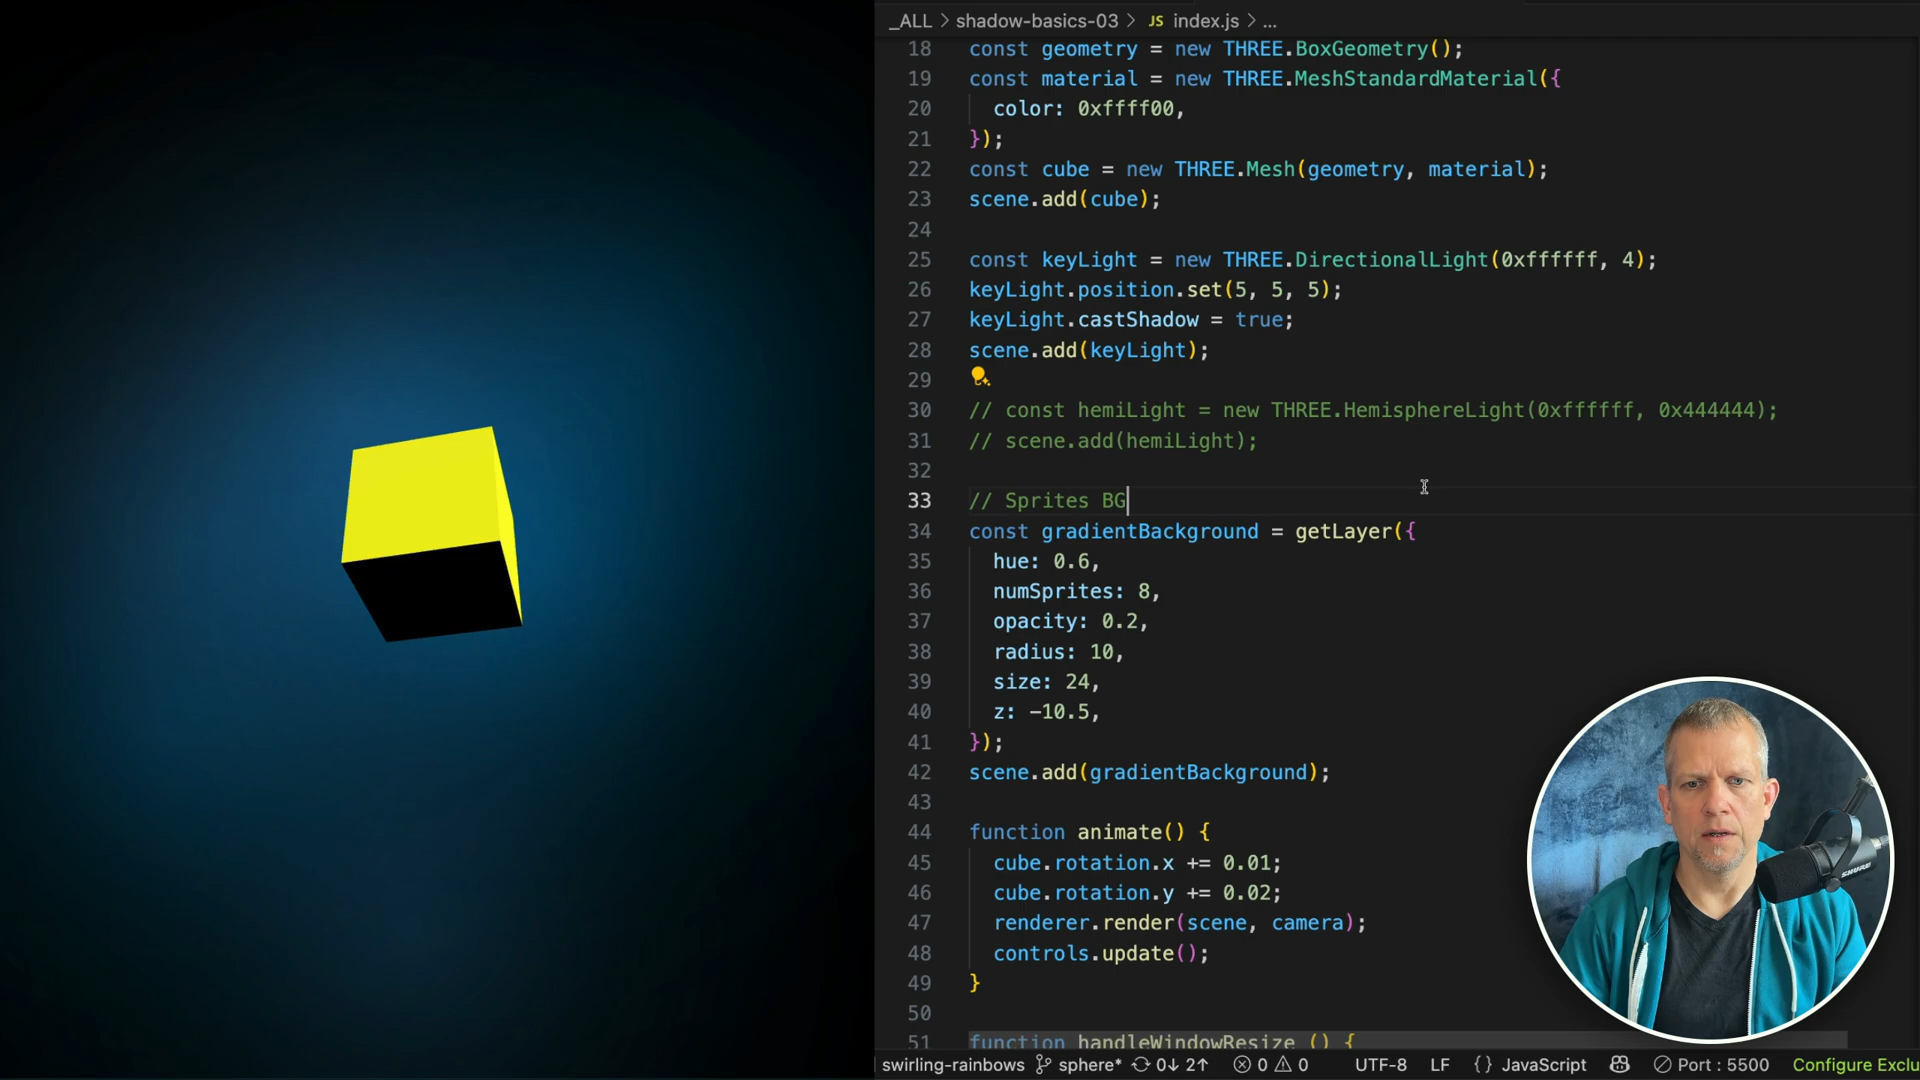 _ALL > shadow-basics-03 > JS index.js > ...
18 const geometry = new THREE.BoxGeometry();
19 const material = new THREE.MeshStandardMaterial({
20 color: 0xffff00,
21 });
22 const cube = new THREE.Mesh(geometry, material);
23 scene.add(cube);
24
25 const keyLight = new THREE.DirectionalLight(0xffffff, 4);
26 keyLight.position.set(5, 5, 5);
27 keyLight.castShadow = true;
28 scene.add(keyLight);
29
30 // const hemiLight = new THREE.HemisphereLight(0xffffff, 0x444444);
31 // scene.add(hemiLight);
32
33 // Sprites BG
34 const gradientBackground = getLayer({
35 hue: 0.6,
36 numSprites: 8,
37 opacity: 0.2,
38 radius: 10,
39 size: 24,
40 z: -10.5,
41 });
42 scene.add(gradientBackground);
43
44 function animate() {
45 cube.rotation.x += 0.01;
46 cube.rotation.y += 0.02;
47 renderer.render(scene, camera);
48 controls.update();
49 }
50
51 function handleWindowResize () {
SHURE
swirling-rainbows sphere* 0↓ 2↑ 0 0 UTF-8 LF {} JavaScript Port : 5500 Configure Exclu